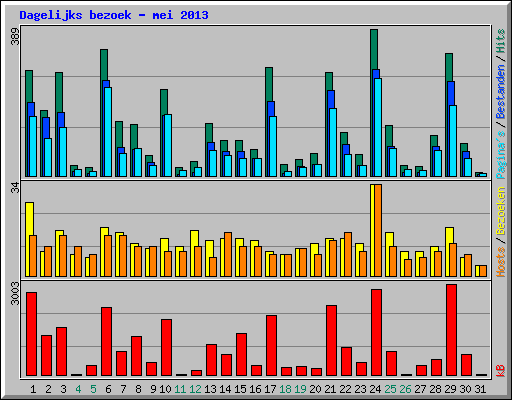 Dagelijks bezoek - mei 2013
389
Pagina's / Bestanden / Hits
34
Hosts / Bezoeken
3003
kB
1 2 3 4 5 6 7 8 9 10 11 12 13 14 15 16 17 18 19 20 21 22 23 24 25 26 27 28 29 30 31